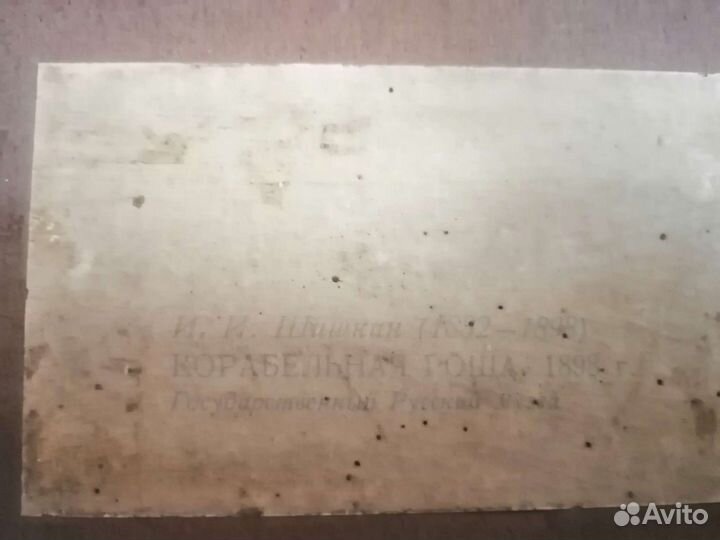 И. И. Шишкин (1832—1898)
КОРАБЕЛЬНАЯ РОЩА. 1898 г.
Государственный Русский музей
Avito